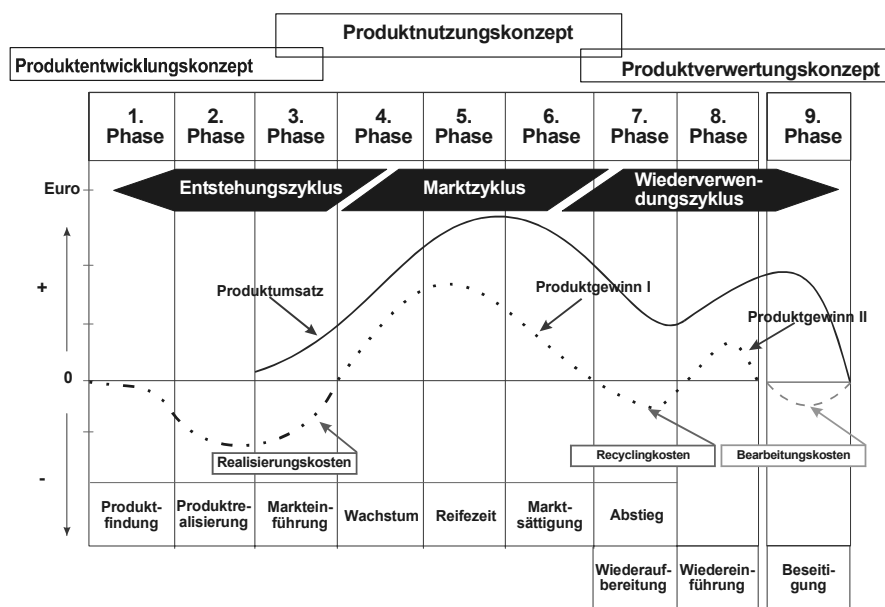 Produktnutzungskonzept
Produktentwicklungskonzept
Produktverwertungskonzept
1.
Phase
2.
Phase
3.
Phase
4.
Phase
5.
Phase
6.
Phase
7.
Phase
8.
Phase
9.
Phase
Euro
Entstehungszyklus
Marktzyklus
Wiederverwen-
dungszyklus
+
Produktumsatz
Produktgewinn I
Produktgewinn II
0
Realisierungskosten
Recyclingkosten
Bearbeitungskosten
-
Produkt-
findung
Produktre-
alisierung
Marktein-
führung
Wachstum
Reifezeit
Markt-
sättigung
Abstieg
Wiederauf-
bereitung
Wiederein-
führung
Beseiti-
gung